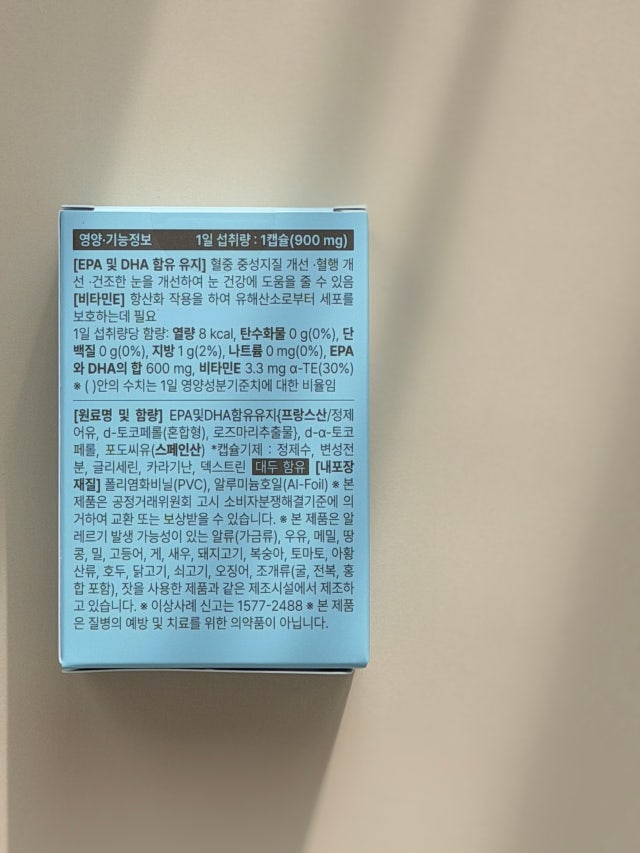 영양·기능정보 1일 섭취량 : 1캡슐(900 mg)
[EPA 및 DHA 함유 유지] 혈중 중성지질 개선 ·혈행 개
선 ·건조한 눈을 개선하여 눈 건강에 도움을 줄 수 있음
[비타민E] 항산화 작용을 하여 유해산소로부터 세포를
보호하는데 필요
1일 섭취량당 함량: 열량 8 kcal, 탄수화물 0 g(0%), 단
백질 0 g(0%), 지방 1 g(2%), 나트륨 0 mg(0%), EPA
와 DHA의 합 600 mg, 비타민E 3.3 mg α-TE(30%)
※ ( )안의 수치는 1일 영양성분기준치에 대한 비율임
[원료명 및 함량] EPA및DHA함유유지{프랑스산/정제
어유, d-토코페롤(혼합형), 로즈마리추출물}, d-α-토코
페롤, 포도씨유(스페인산) *캡슐기제 : 정제수, 변성전
분, 글리세린, 카라기난, 덱스트린 대두 함유 [내포장
재질] 폴리염화비닐(PVC), 알루미늄호일(Al-Foil) ※ 본
제품은 공정거래위원회 고시 소비자분쟁해결기준에 의
거하여 교환 또는 보상받을 수 있습니다. ※ 본 제품은 알
레르기 발생 가능성이 있는 알류(가금류), 우유, 메밀, 땅
콩, 밀, 고등어, 게, 새우, 돼지고기, 복숭아, 토마토, 아황
산류, 호두, 닭고기, 쇠고기, 오징어, 조개류(굴, 전복, 홍
합 포함), 잣을 사용한 제품과 같은 제조시설에서 제조하
고 있습니다. ※ 이상사례 신고는 1577-2488 ※ 본 제품
은 질병의 예방 및 치료를 위한 의약품이 아닙니다.